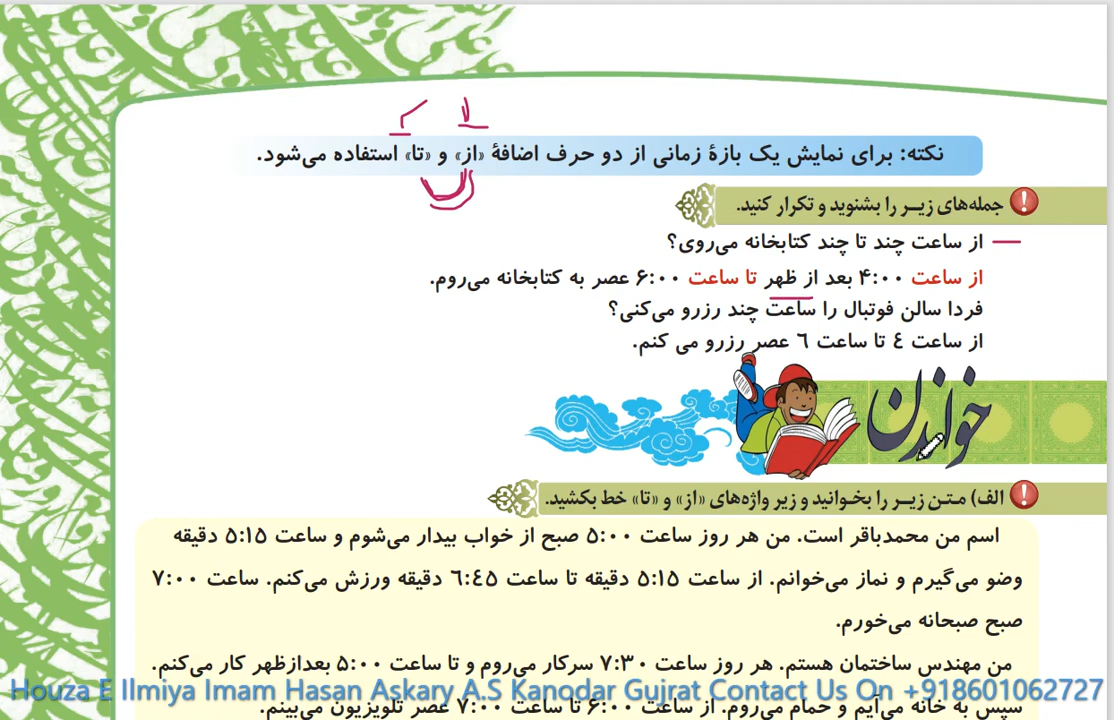 نکته: برای نمایش یک بازهٔ زمانی از دو حرف اضافهٔ «از» و «تا» استفاده می‌شود.
جمله‌های زیـر را بشنوید و تکرار کنید.
از ساعت چند تا چند کتابخانه می‌روی؟
از ساعت ۴:۰۰ بعد از ظهر تا ساعت ۶:۰۰ عصر به کتابخانه می‌روم.
فردا سالن فوتبال را ساعت چند رزرو می‌کنی؟
از ساعت ٤ تا ساعت ٦ عصر رزرو می کنم.
خواندن
الف) متـن زیـر را بخـوانید و زیر واژه‌های «از» و «تا» خط بکشید.
اسم من محمدباقر است. من هر روز ساعت ۵:۰۰ صبح از خواب بیدار می‌شوم و ساعت ۵:۱۵ دقیقه
وضو می‌گیرم و نماز می‌خوانم. از ساعت ۵:۱۵ دقیقه تا ساعت ٦:٤٥ دقیقه ورزش می‌کنم. ساعت ۷:۰۰
صبح صبحانه می‌خورم.
من مهندس ساختمان هستم. هر روز ساعت ۷:۳۰ سرکار می‌روم و تا ساعت ۵:۰۰ بعدازظهر کار می‌کنم.
Houza E Ilmiya Imam Hasan Askary A.S Kanodar Gujrat Contact Us On +918601062727
سپس به خانه می‌آیم و حمام می‌روم. از ساعت ۶:۰۰ تا ساعت ۷:۰۰ عصر تلویزیون می‌بینم.